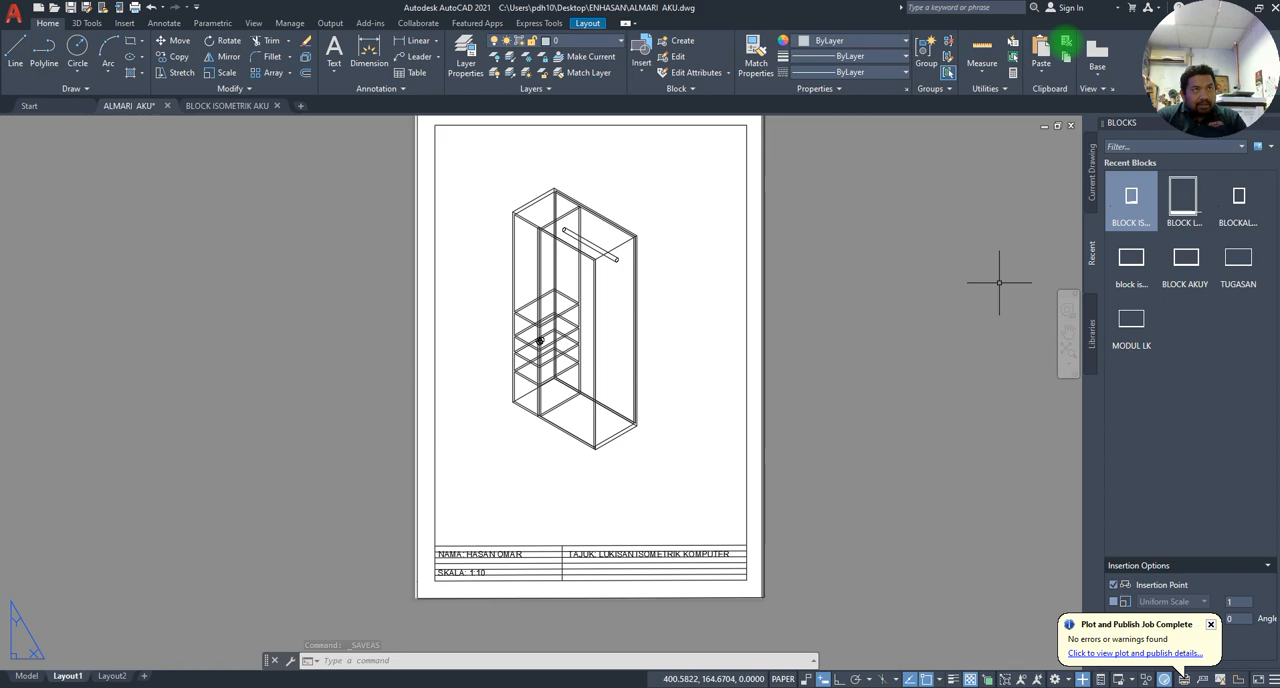 Autodesk AutoCAD 2021 C:\Users\pdh10\Desktop\ENHASAN\ALMARI AKU.dwg
Type a keyword or phrase
Sign In
Home 3D Tools Insert Annotate Parametric View Manage Output Add-ins Collaborate Featured Apps Express Tools Layout
Line Polyline Circle Arc
Move Rotate Trim
Copy Mirror Fillet
Stretch Scale Array
Text Dimension
Linear
Leader
Table
Layer Properties
0
Make Current
Match Layer
Insert
Create
Edit
Edit Attributes
Match Properties
ByLayer
ByLayer
ByLayer
Group
Measure
Paste
Base
Draw Modify Annotation Layers Block Properties Groups Utilities Clipboard View
Start ALMARI AKU* BLOCK ISOMETRIK AKU
BLOCKS
Filter...
Recent Blocks
Current Drawing
Recent
Libraries
BLOCK IS... BLOCK L... BLOCKAL...
block is... BLOCK AKUY TUGASAN
MODUL LK
NAMA: HASAN OMAR TAJUK: LUKISAN ISOMETRIK KOMPUTER
SKALA: 1:10
Insertion Options
Insertion Point
Uniform Scale 1
0 Angle
Plot and Publish Job Complete
No errors or warnings found
Click to view plot and publish details...
Y
X
Command: _SAVEAS
Type a command
Model Layout1 Layout2
400.5822, 164.6704, 0.0000 PAPER